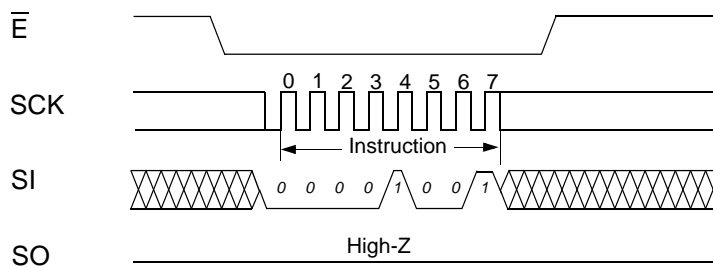 E̅
SCK
0 1 2 3 4 5 6 7
Instruction
SI
0 0 0 0 1 0 0 1
High-Z
SO